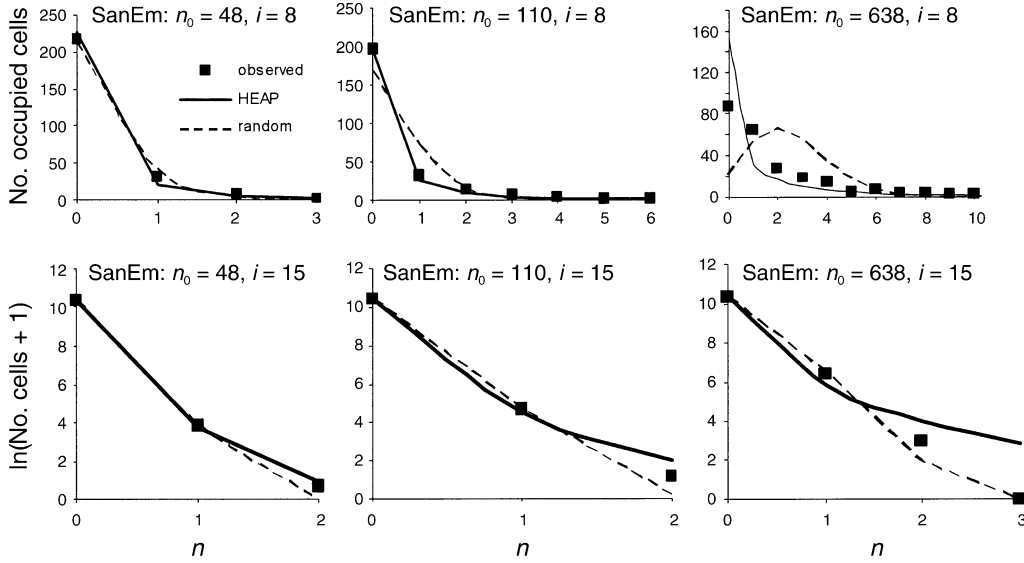 No. occupied cells
SanEm: n₀ = 48, i = 8
250
200
150
100
50
0
0 1 2 3
observed
HEAP
random
SanEm: n₀ = 110, i = 8
250
200
150
100
50
0
0 1 2 3 4 5 6
SanEm: n₀ = 638, i = 8
160
120
80
40
0
0 2 4 6 8 10
ln(No. cells + 1)
SanEm: n₀ = 48, i = 15
12
10
8
6
4
2
0
0 1 2
n
SanEm: n₀ = 110, i = 15
12
10
8
6
4
2
0
0 1 2
n
SanEm: n₀ = 638, i = 15
12
10
8
6
4
2
0
0 1 2 3
n